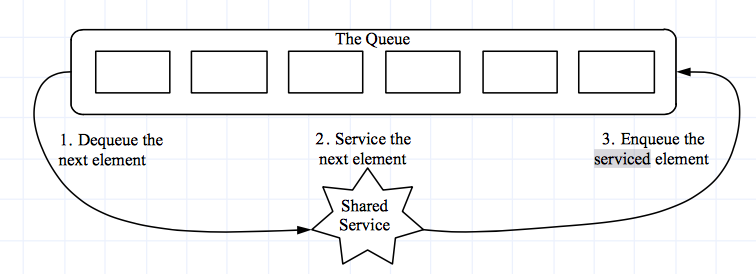 The Queue
1. Dequeue the
next element
2. Service the
next element
3. Enqueue the
serviced element
Shared
Service